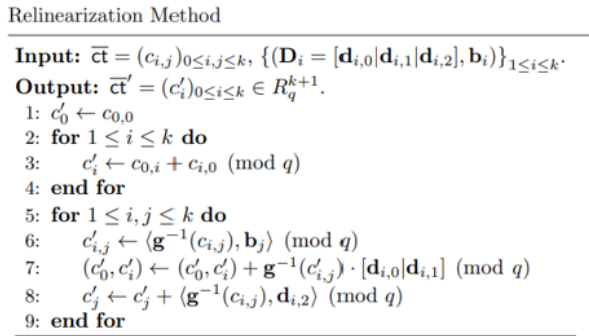 Relinearization Method
Input: c̅t̅ = (c_{i,j})_{0≤i,j≤k}, {(D_i = [d_{i,0}|d_{i,1}|d_{i,2}], b_i)}_{1≤i≤k}.
Output: c̅t̅′ = (c′_i)_{0≤i≤k} ∈ R_q^{k+1}.
1: c′_0 ← c_{0,0}
2: for 1 ≤ i ≤ k do
3: c′_i ← c_{0,i} + c_{i,0} (mod q)
4: end for
5: for 1 ≤ i, j ≤ k do
6: c′_{i,j} ← ⟨g^{−1}(c_{i,j}), b_j⟩ (mod q)
7: (c′_0, c′_i) ← (c′_0, c′_i) + g^{−1}(c′_{i,j}) · [d_{i,0}|d_{i,1}] (mod q)
8: c′_j ← c′_j + ⟨g^{−1}(c_{i,j}), d_{i,2}⟩ (mod q)
9: end for